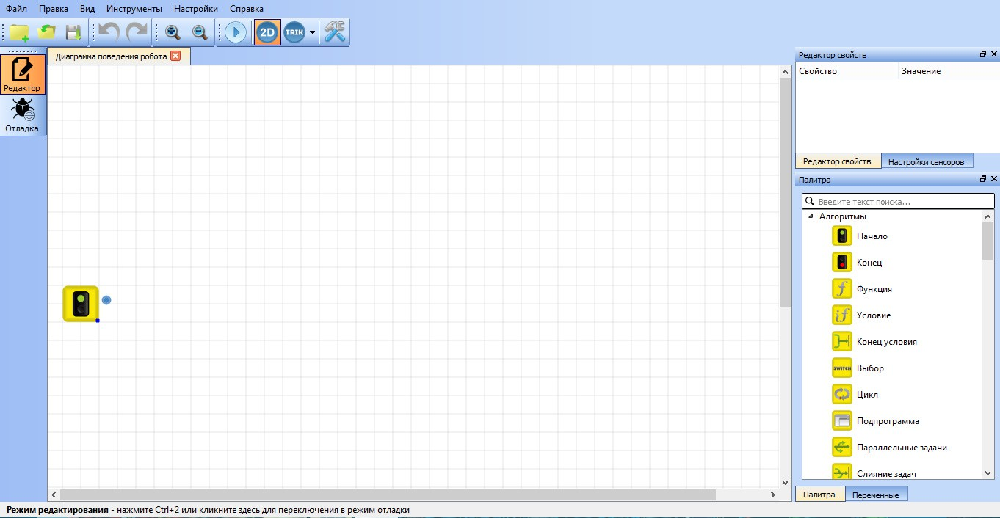 Файл Правка Вид Инструменты Настройки Справка
2D TRIK
Редактор
Отладка
Диаграмма поведения робота
Редактор свойств
Свойство Значение
Редактор свойств Настройки сенсоров
Палитра
Введите текст поиска...
Алгоритмы
Начало
Конец
f Функция
if Условие
Конец условия
SWITCH Выбор
Цикл
Подпрограмма
Параллельные задачи
Слияние задач
Палитра Переменные
Режим редактирования - нажмите Ctrl+2 или кликните здесь для переключения в режим отладки